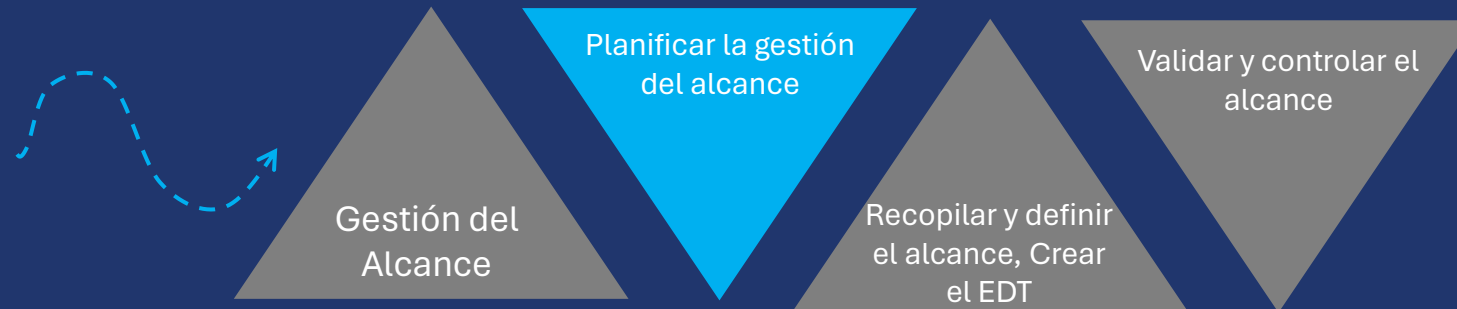 Gestión del
Alcance
Planificar la gestión
del alcance
Recopilar y definir
el alcance, Crear
el EDT
Validar y controlar el
alcance